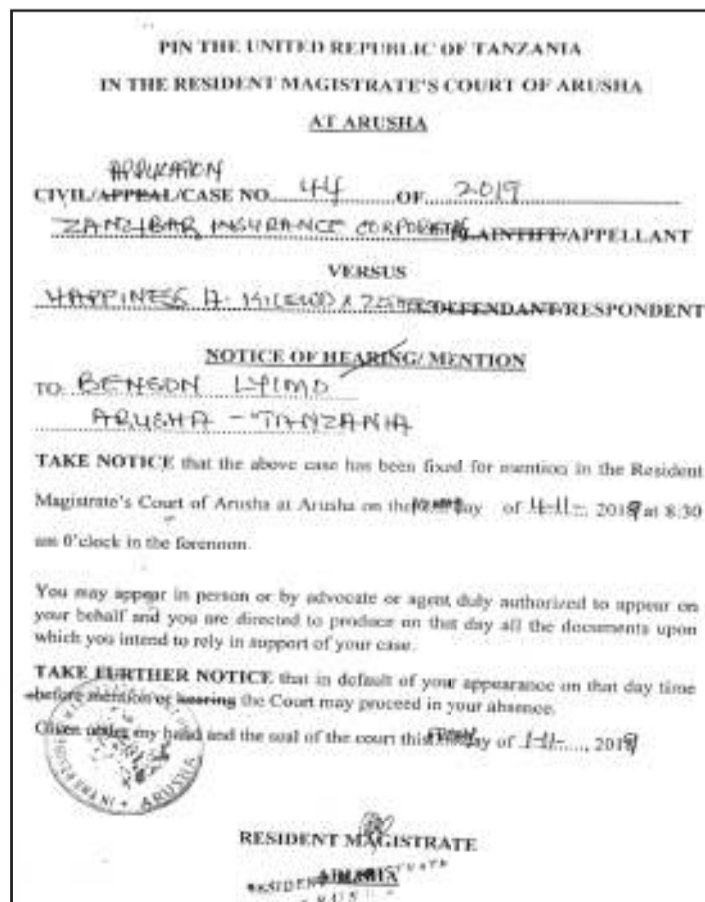 PIN THE UNITED REPUBLIC OF TANZANIA
IN THE RESIDENT MAGISTRATE'S COURT OF ARUSHA
AT ARUSHA
APPLICATION
CIVIL/APPEAL/CASE NO. 44 OF 2019
ZANZIBAR INSURANCE CORPORATION PLAINTIFF/APPELLANT
VERSUS
HAPPINESS A. DEFENDANT/RESPONDENT
NOTICE OF HEARING/ MENTION
TO BENSON LYIMO
ARUSHA - TANZANIA
TAKE NOTICE that the above case has been fixed for mention in the Resident
Magistrate's Court of Arusha at Arusha on the day of 2019 at 8:30
am 0'clock in the forenoon.
You may appear in person or by advocate or agent duly authorized to appear on
your behalf and you are directed to produce on that day all the documents upon
which you intend to rely in support of your case.
TAKE FURTHER NOTICE that in default of your appearance on that day time
before mention or hearing the Court may proceed in your absence.
Given under my hand and the seal of the court this day of , 2019
ARUSHA
RESIDENT MAGISTRATE
ARUSHA
RESIDENT